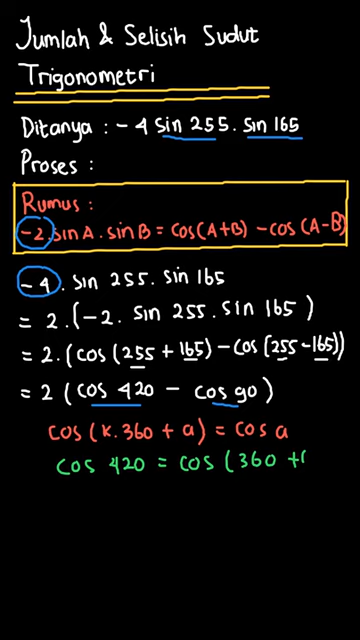 Jumlah & Selisih Sudut
Trigonometri
Ditanya : - 4 sin 255 . sin 165
Proses :
Rumus :
-2 . sin A . sin B = cos (A+B) - cos (A-B)
-4 . sin 255 . sin 165
= 2 . (-2 . sin 255 . sin 165 )
= 2 . (cos (255 + 165) - cos (255 - 165))
= 2 ( cos 420 - cos 90 )
cos (k. 360 + a) = cos a
cos 420 = cos ( 360 +